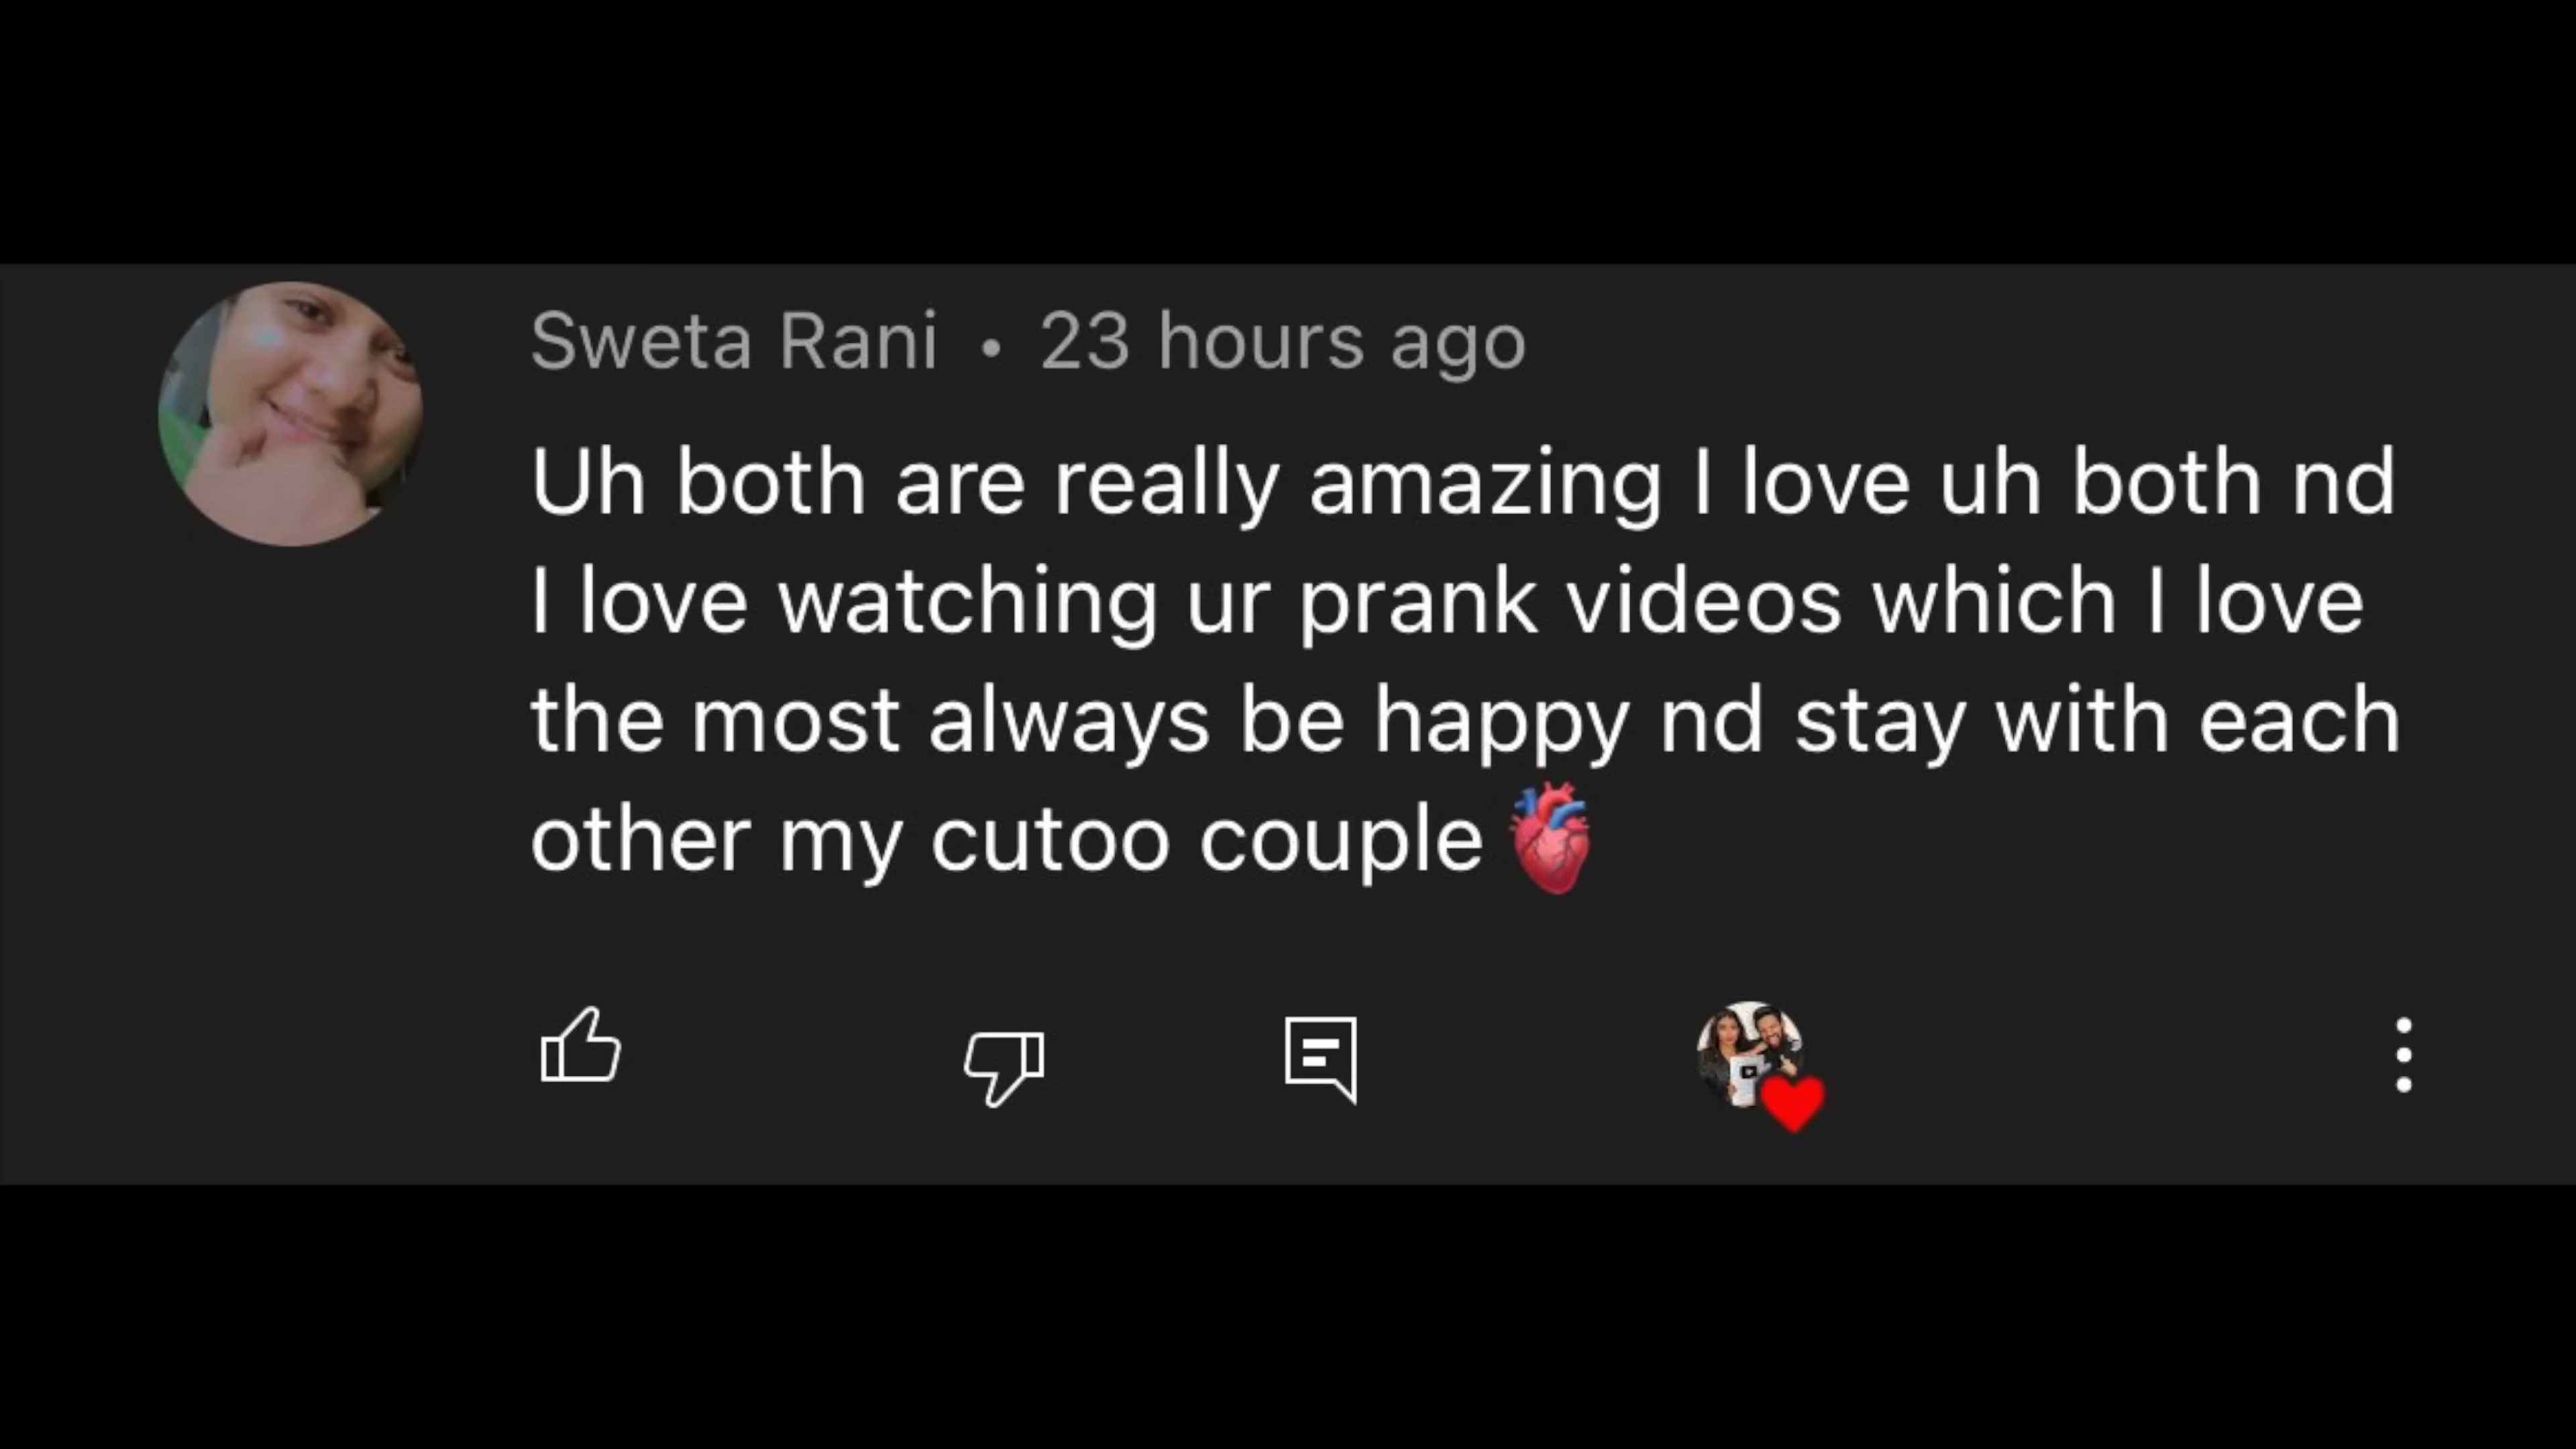 Sweta Rani • 23 hours ago
Uh both are really amazing I love uh both nd
I love watching ur prank videos which I love
the most always be happy nd stay with each
other my cutoo couple 🫀